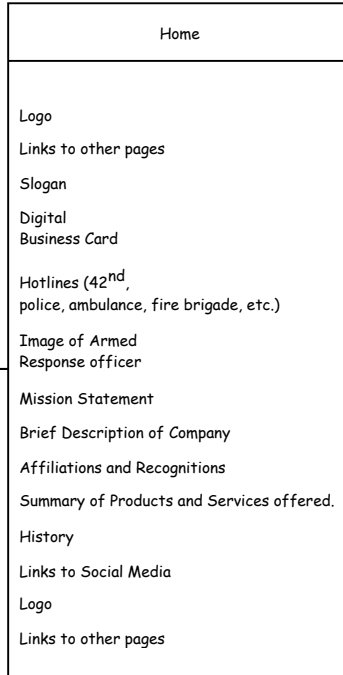 Home
Logo
Links to other pages
Slogan
Digital
Business Card
Hotlines (42nd,
police, ambulance, fire brigade, etc.)
Image of Armed
Response officer
Mission Statement
Brief Description of Company
Affiliations and Recognitions
Summary of Products and Services offered.
History
Links to Social Media
Logo
Links to other pages